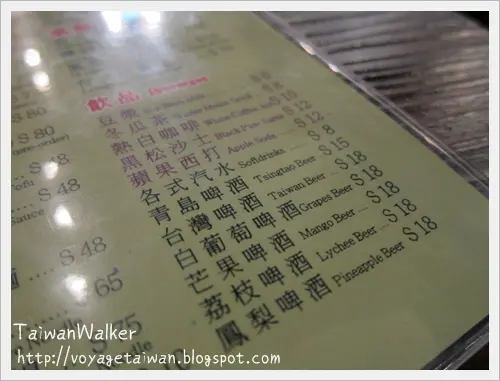 飲品 Beverages
豆漿 $ 6
冬瓜茶
熱白咖啡 White Coffee $ 10
黑松沙士 Black Pine $ 12
蘋果西打 Apple Soda $ 12
各式汽水 Softdrinks $ 8
青島啤酒 Tsingtao Beer $ 15
台灣啤酒 Taiwan Beer $ 18
白葡萄啤酒 Grapes Beer $ 18
芒果啤酒 Mango Beer $ 18
荔枝啤酒 Lychee Beer $ 18
鳳梨啤酒 Pineapple Beer $ 18
$ 80
$ 80
$ 48
$ 48
$ 48
65
TaiwanWalker
http://voyagetaiwan.blogspot.com